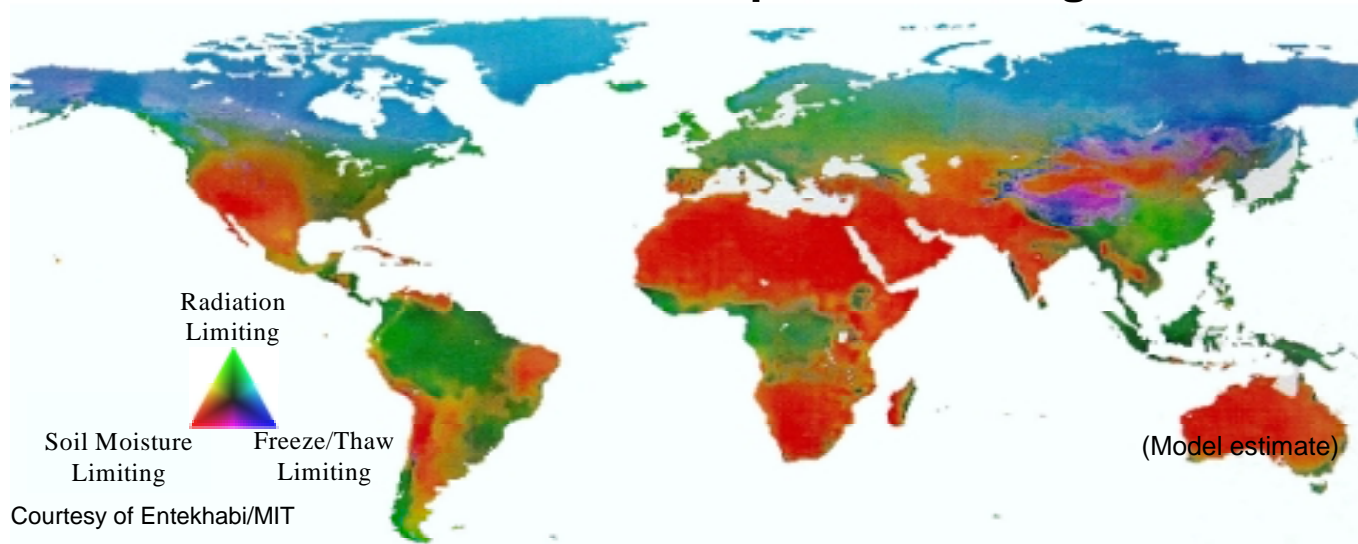 Radiation
Limiting
Soil Moisture
Limiting
Freeze/Thaw
Limiting
(Model estimate)
Courtesy of Entekhabi/MIT